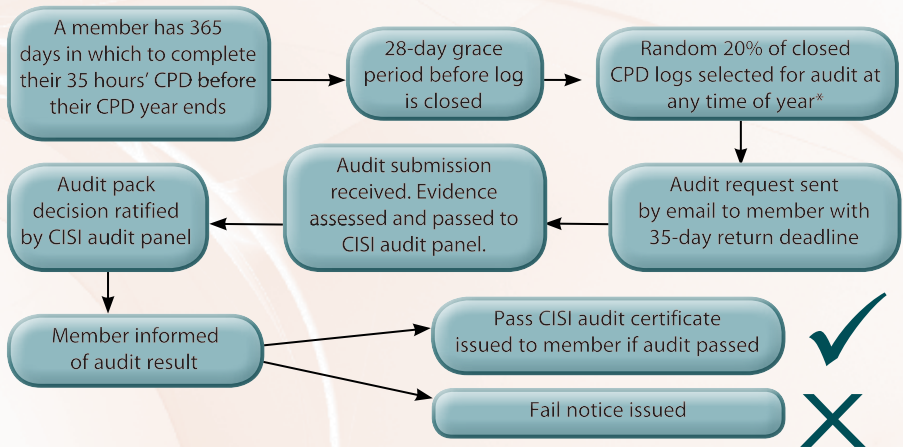 A member has 365
days in which to complete
their 35 hours’ CPD before
their CPD year ends
28-day grace
period before log
is closed
Random 20% of closed
CPD logs selected for audit at
any time of year*
Audit request sent
by email to member with
35-day return deadline
Audit submission
received. Evidence
assessed and passed to
CISI audit panel.
Audit pack
decision ratified
by CISI audit panel
Member informed
of audit result
Pass CISI audit certificate
issued to member if audit passed
Fail notice issued